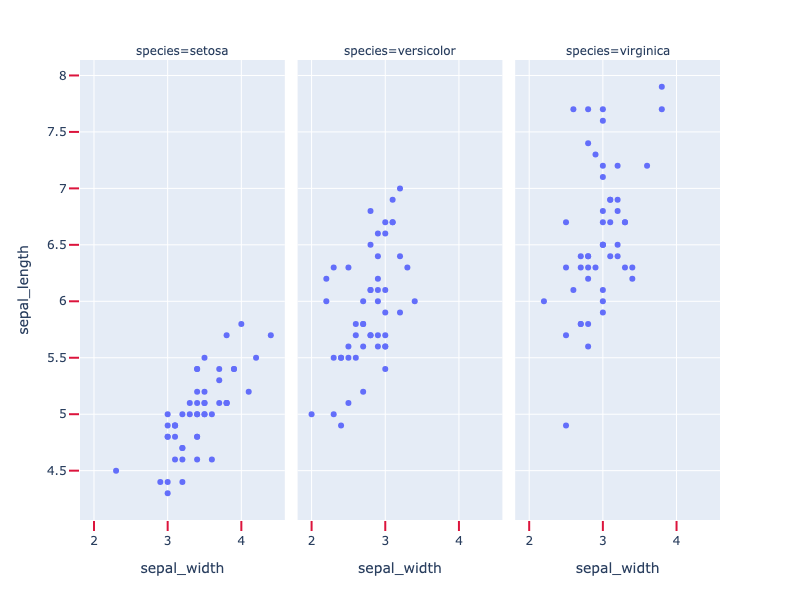 species=setosa species=versicolor species=virginica
8
7.5
7
6.5
6
5.5
5
4.5
sepal_length
2 3 4 2 3 4 2 3 4
sepal_width sepal_width sepal_width